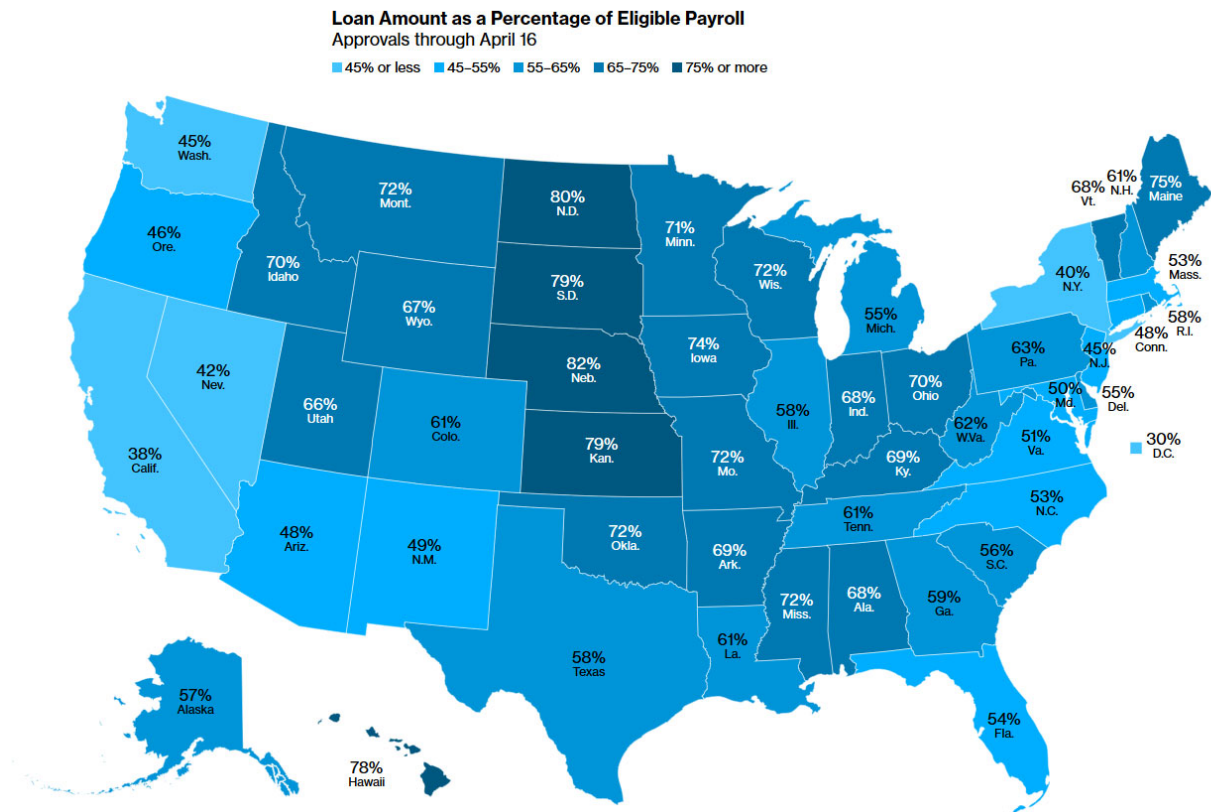 Loan Amount as a Percentage of Eligible Payroll
Approvals through April 16
45% or less 45–55% 55–65% 65–75% 75% or more
45%
Wash.
46%
Ore.
38%
Calif.
42%
Nev.
70%
Idaho
72%
Mont.
67%
Wyo.
66%
Utah
61%
Colo.
48%
Ariz.
49%
N.M.
80%
N.D.
79%
S.D.
82%
Neb.
79%
Kan.
72%
Okla.
58%
Texas
71%
Minn.
74%
Iowa
72%
Mo.
69%
Ark.
61%
La.
72%
Wis.
58%
Ill.
55%
Mich.
68%
Ind.
70%
Ohio
69%
Ky.
61%
Tenn.
72%
Miss.
68%
Ala.
59%
Ga.
54%
Fla.
56%
S.C.
53%
N.C.
51%
Va.
62%
W.Va.
63%
Pa.
40%
N.Y.
68%
Vt.
61%
N.H.
75%
Maine
53%
Mass.
58%
R.I.
48%
Conn.
45%
N.J.
50%
Md.
55%
Del.
30%
D.C.
57%
Alaska
78%
Hawaii